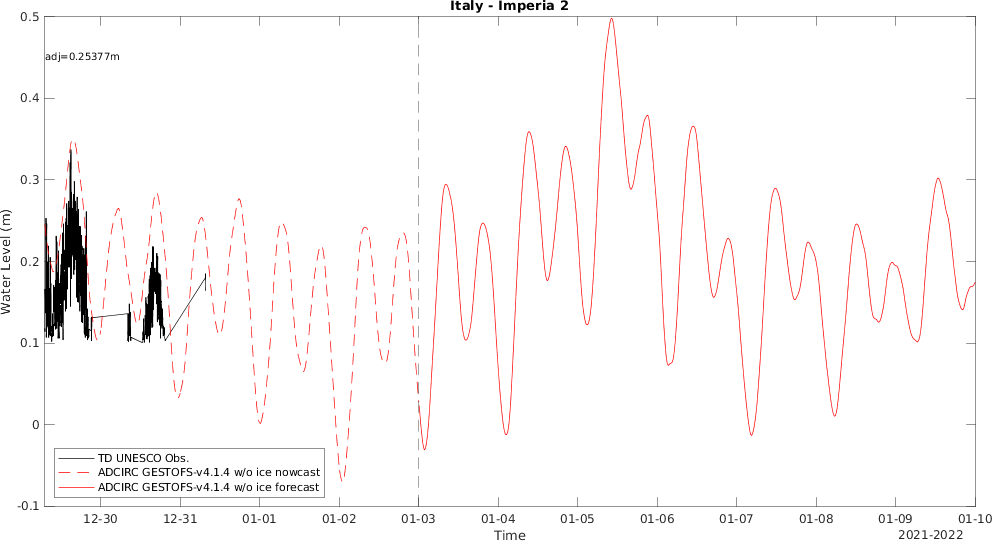 Italy - Imperia 2
0.5
adj=0.25377m
0.4
0.3
0.2
0.1
0
-0.1
Water Level (m)
TD UNESCO Obs.
ADCIRC GESTOFS-v4.1.4 w/o ice nowcast
ADCIRC GESTOFS-v4.1.4 w/o ice forecast
12-30 12-31 01-01 01-02 01-03 01-04 01-05 01-06 01-07 01-08 01-09 01-10
Time
2021-2022